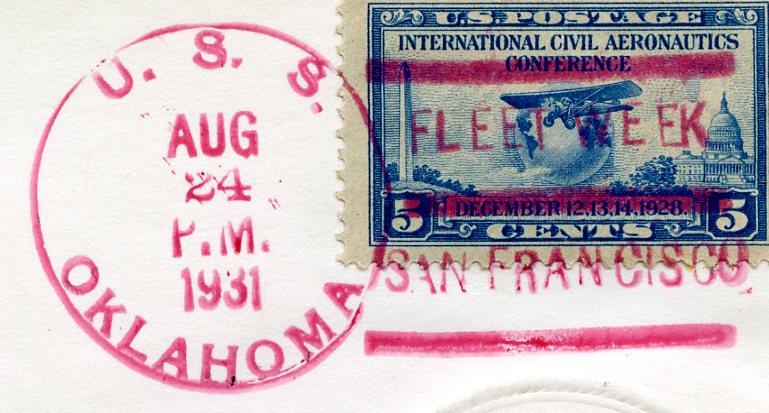 U. S. S.
AUG
24
P.M.
1931
OKLAHOMA
U.S. POSTAGE
INTERNATIONAL CIVIL AERONAUTICS
CONFERENCE
FLEET WEEK
DECEMBER 12.13.14.1928.
5 CENTS 5
SAN FRANCISCO